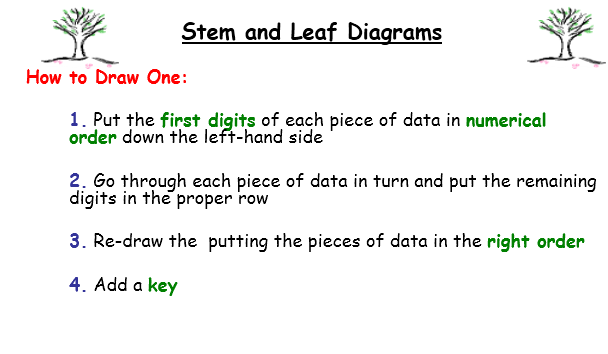 Stem and Leaf Diagrams
How to Draw One:
1. Put the first digits of each piece of data in numerical
order down the left-hand side
2. Go through each piece of data in turn and put the remaining
digits in the proper row
3. Re-draw the  putting the pieces of data in the right order
4. Add a key